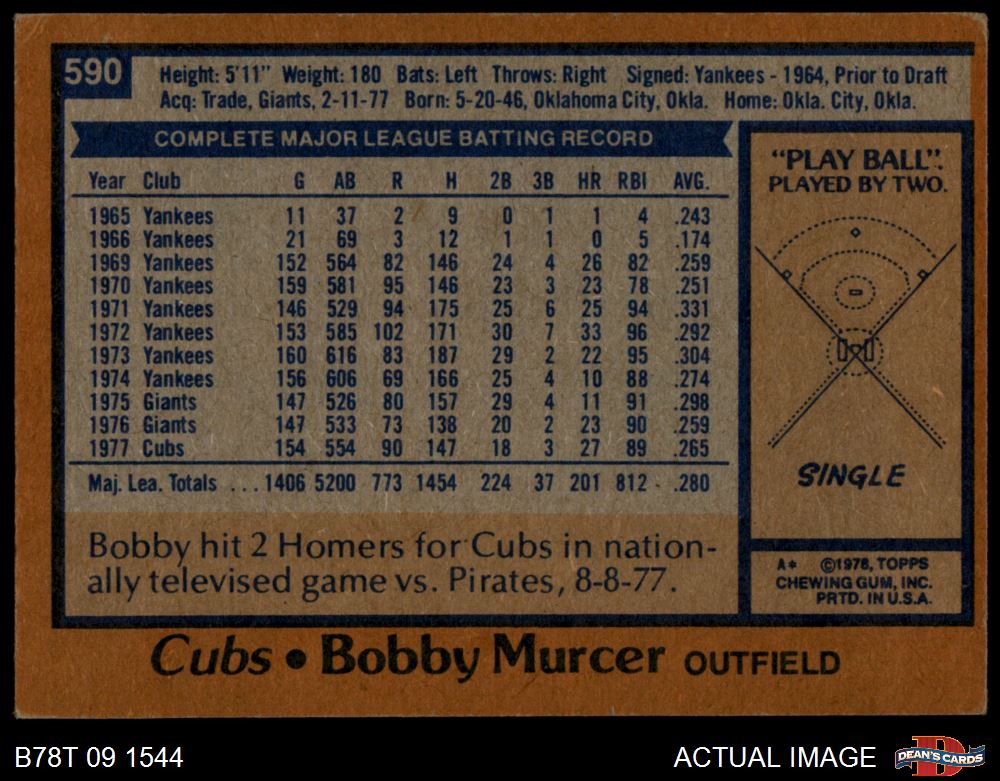 590
Height: 5'11" Weight: 180 Bats: Left Throws: Right Signed: Yankees - 1964, Prior to Draft
Acq: Trade, Giants, 2-11-77 Born: 5-20-46, Oklahoma City, Okla. Home: Okla. City, Okla.
COMPLETE MAJOR LEAGUE BATTING RECORD
Year Club G AB R H 2B 3B HR RBI AVG.
1965 Yankees 11 37 2 9 0 1 1 4 .243
1966 Yankees 21 69 3 12 1 1 0 5 .174
1969 Yankees 152 564 82 146 24 4 26 82 .259
1970 Yankees 159 581 95 146 23 3 23 78 .251
1971 Yankees 146 529 94 175 25 6 25 94 .331
1972 Yankees 153 585 102 171 30 7 33 96 .292
1973 Yankees 160 616 83 187 29 2 22 95 .304
1974 Yankees 156 606 69 166 25 4 10 88 .274
1975 Giants 147 526 80 157 29 4 11 91 .298
1976 Giants 147 533 73 138 20 2 23 90 .259
1977 Cubs 154 554 90 147 18 3 27 89 .265
Maj. Lea. Totals ...1406 5200 773 1454 224 37 201 812 .280
Bobby hit 2 Homers for Cubs in nation-
ally televised game vs. Pirates, 8-8-77.
"PLAY BALL".
PLAYED BY TWO.
SINGLE
A* ©1978, TOPPS
CHEWING GUM, INC.
PRTD. IN U.S.A.
Cubs • Bobby Murcer OUTFIELD
B78T 09 1544
ACTUAL IMAGE
D
DEAN'S CARDS